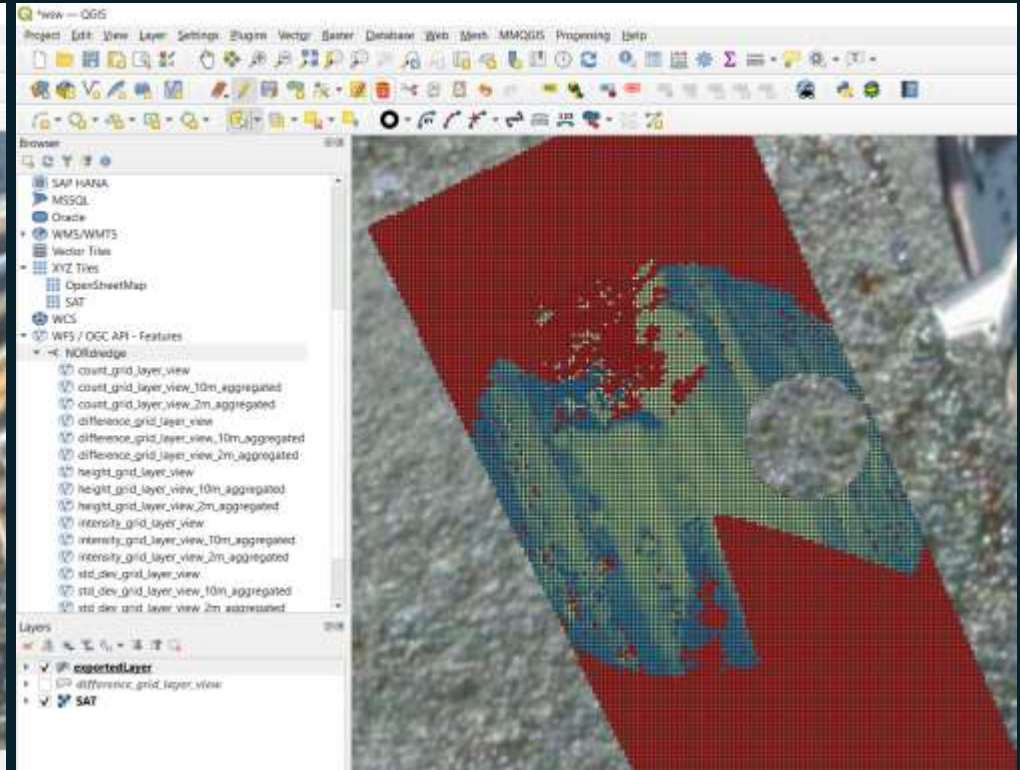 *wsw — QGIS
Project Edit View Layer Settings Plugins Vector Raster Database Web Mesh MMQGIS Processing Help
Browser
SAP HANA
MSSQL
Oracle
WMS/WMTS
Vector Tiles
XYZ Tiles
OpenStreetMap
SAT
WCS
WFS / OGC API - Features
count_grid_layer_view
count_grid_layer_view_10m_aggregated
count_grid_layer_view_2m_aggregated
difference_grid_layer_view
difference_grid_layer_view_10m_aggregated
difference_grid_layer_view_2m_aggregated
height_grid_layer_view
height_grid_layer_view_10m_aggregated
height_grid_layer_view_2m_aggregated
intensity_grid_layer_view
intensity_grid_layer_view_10m_aggregated
intensity_grid_layer_view_2m_aggregated
std_dev_grid_layer_view
std_dev_grid_layer_view_10m_aggregated
std_dev_grid_layer_view_2m_aggregated
Layers
exportedLayer
difference_grid_layer_view
SAT